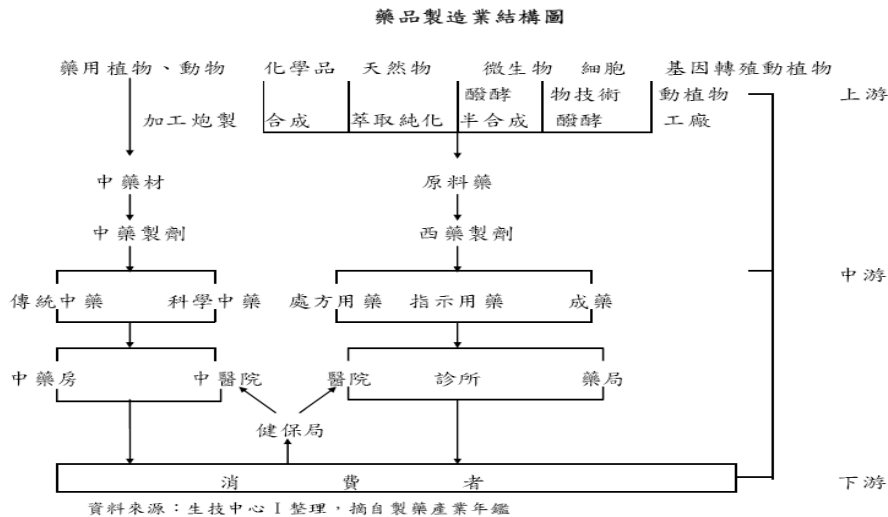 藥品製造業結構圖
藥用植物、動物 化學品 天然物 微生物 細胞 基因轉殖動植物
醱酵 物技術 動植物 上游
加工炮製 合成 萃取純化 半合成 醱酵 工廠
中藥材 原料藥
中藥製劑 西藥製劑
中游
傳統中藥 科學中藥 處方用藥 指示用藥 成藥
中藥房 中醫院 醫院 診所 藥局
健保局
消費者 下游
資料來源：生技中心 I 整理，摘自製藥產業年鑑